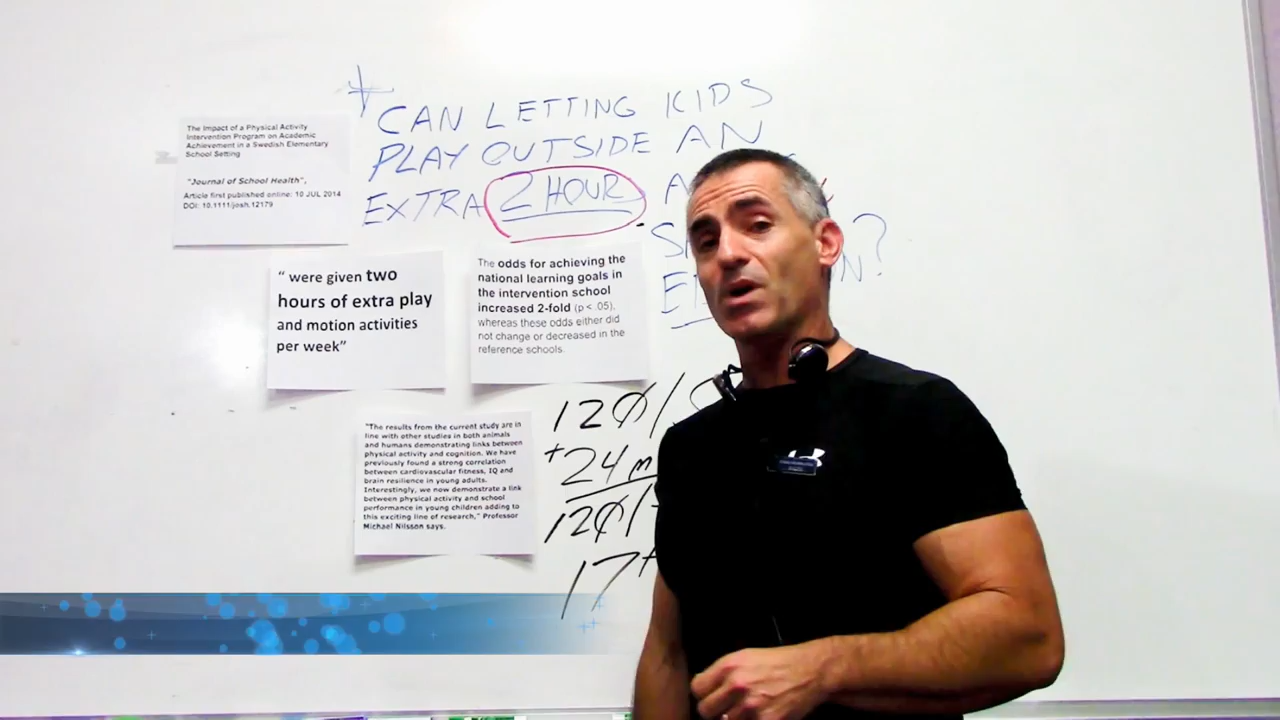 * CAN LETTING KIDS
PLAY OUTSIDE AN
EXTRA 2 HOUR
The Impact of a Physical Activity
Intervention Program on Academic
Achievement in a Swedish Elementary
School Setting
"Journal of School Health",
Article first published online: 10 JUL 2014
DOI: 10.1111/josh.12179
" were given two
hours of extra play
and motion activities
per week"
The odds for achieving the
national learning goals in
the intervention school
increased 2-fold (p < .05),
whereas these odds either did
not change or decreased in the
reference schools.
"The results from the current study are in
line with other studies in both animals
and humans demonstrating links between
physical activity and cognition. We have
previously found a strong correlation
between cardiovascular fitness, IQ and
brain resilience in young adults.
Interestingly, we now demonstrate a link
between physical activity and school
performance in young children adding to
this exciting line of research," Professor
Michael Nilsson says.
120/
+24 m
120/
17+